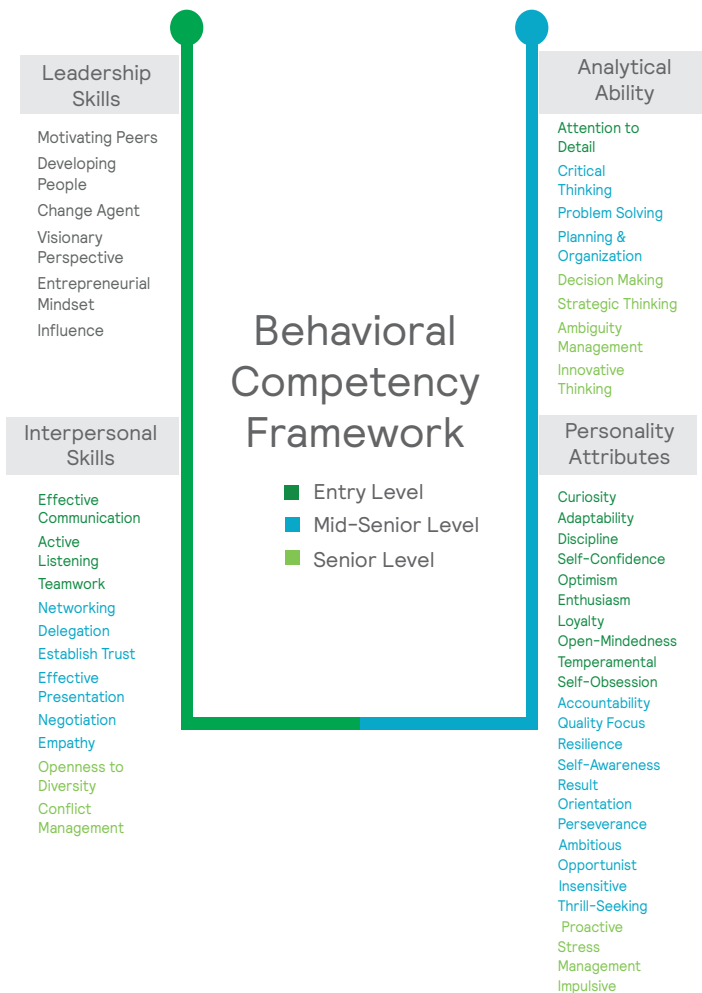 Leadership
Skills
Motivating Peers
Developing
People
Change Agent
Visionary
Perspective
Entrepreneurial
Mindset
Influence
Interpersonal
Skills
Effective
Communication
Active
Listening
Teamwork
Networking
Delegation
Establish Trust
Effective
Presentation
Negotiation
Empathy
Openness to
Diversity
Conflict
Management
Behavioral
Competency
Framework
Entry Level
Mid-Senior Level
Senior Level
Analytical
Ability
Attention to
Detail
Critical
Thinking
Problem Solving
Planning &
Organization
Decision Making
Strategic Thinking
Ambiguity
Management
Innovative
Thinking
Personality
Attributes
Curiosity
Adaptability
Discipline
Self-Confidence
Optimism
Enthusiasm
Loyalty
Open-Mindedness
Temperamental
Self-Obsession
Accountability
Quality Focus
Resilience
Self-Awareness
Result
Orientation
Perseverance
Ambitious
Opportunist
Insensitive
Thrill-Seeking
Proactive
Stress
Management
Impulsive